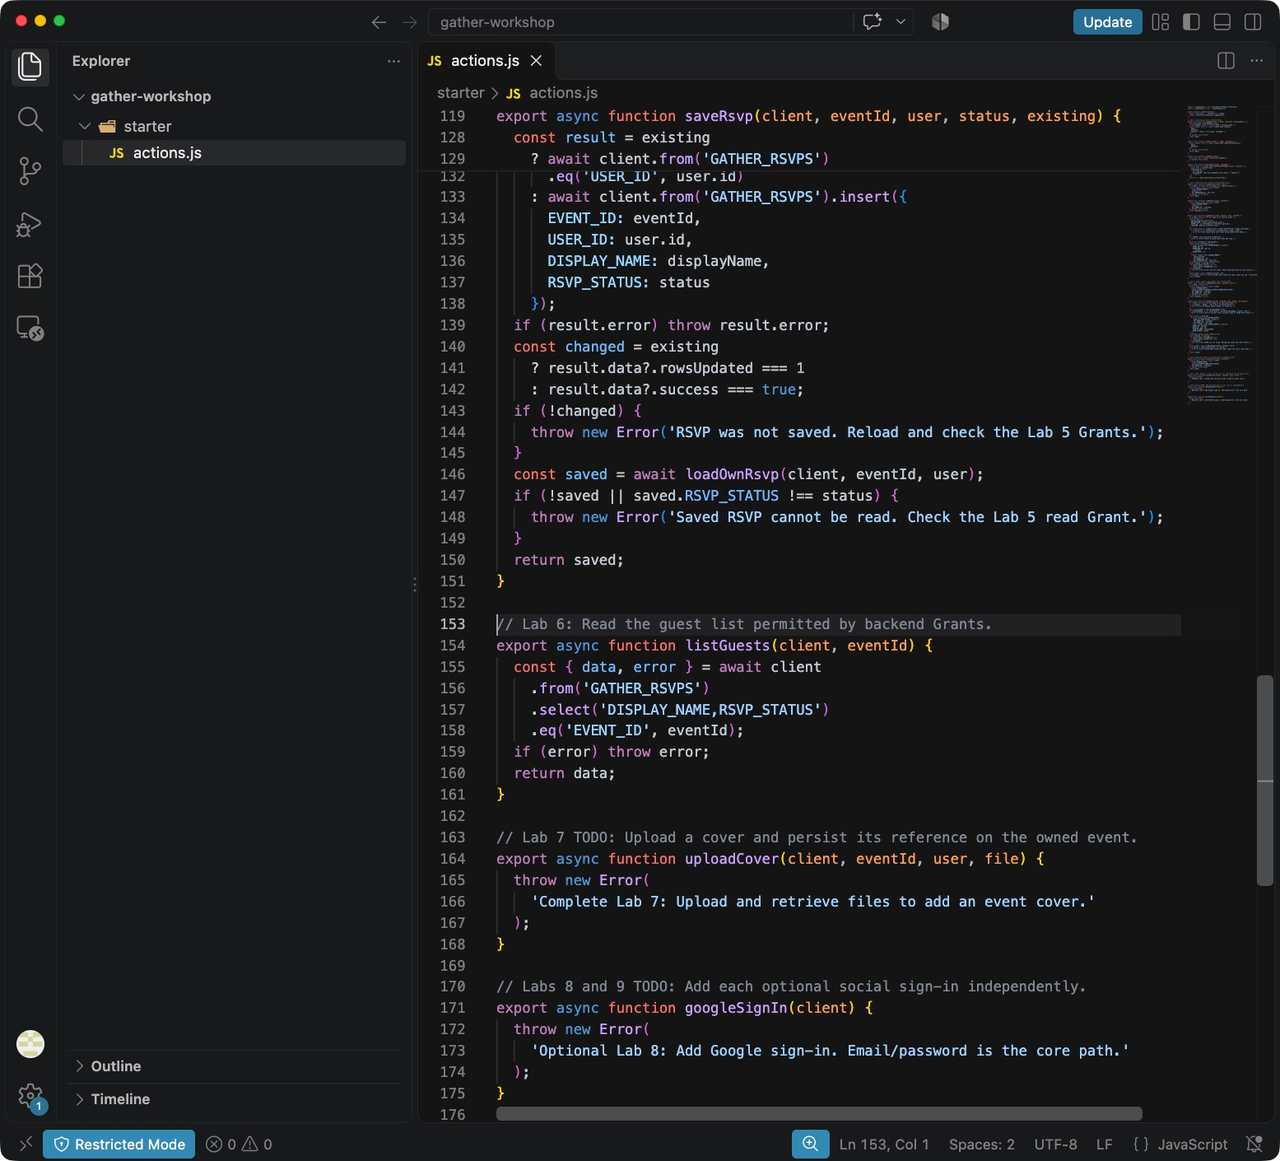 gather-workshop
Update
Explorer
gather-workshop
starter
JS actions.js
Outline
Timeline
1
JS actions.js
starter > JS actions.js
119 export async function saveRsvp(client, eventId, user, status, existing) {
128 const result = existing
129 ? await client.from('GATHER_RSVPS')
132 .eq('USER_ID', user.id)
133 : await client.from('GATHER_RSVPS').insert({
134 EVENT_ID: eventId,
135 USER_ID: user.id,
136 DISPLAY_NAME: displayName,
137 RSVP_STATUS: status
138 });
139 if (result.error) throw result.error;
140 const changed = existing
141 ? result.data?.rowsUpdated === 1
142 : result.data?.success === true;
143 if (!changed) {
144 throw new Error('RSVP was not saved. Reload and check the Lab 5 Grants.');
145 }
146 const saved = await loadOwnRsvp(client, eventId, user);
147 if (!saved || saved.RSVP_STATUS !== status) {
148 throw new Error('Saved RSVP cannot be read. Check the Lab 5 read Grant.');
149 }
150 return saved;
151 }
152
153 // Lab 6: Read the guest list permitted by backend Grants.
154 export async function listGuests(client, eventId) {
155 const { data, error } = await client
156 .from('GATHER_RSVPS')
157 .select('DISPLAY_NAME,RSVP_STATUS')
158 .eq('EVENT_ID', eventId);
159 if (error) throw error;
160 return data;
161 }
162
163 // Lab 7 TODO: Upload a cover and persist its reference on the owned event.
164 export async function uploadCover(client, eventId, user, file) {
165 throw new Error(
166 'Complete Lab 7: Upload and retrieve files to add an event cover.'
167 );
168 }
169
170 // Labs 8 and 9 TODO: Add each optional social sign-in independently.
171 export async function googleSignIn(client) {
172 throw new Error(
173 'Optional Lab 8: Add Google sign-in. Email/password is the core path.'
174 );
175 }
176
Restricted Mode 0 0 Ln 153, Col 1 Spaces: 2 UTF-8 LF { } JavaScript